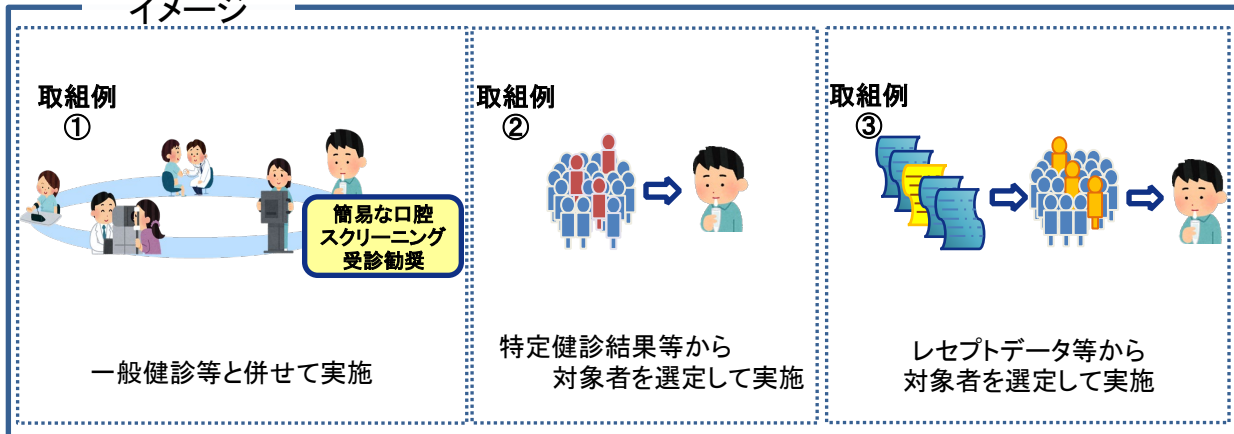 イメージ
取組例
①
簡易な口腔
スクリーニング
受診勧奨
一般健診等と併せて実施
取組例
②
特定健診結果等から
対象者を選定して実施
取組例
③
レセプトデータ等から
対象者を選定して実施